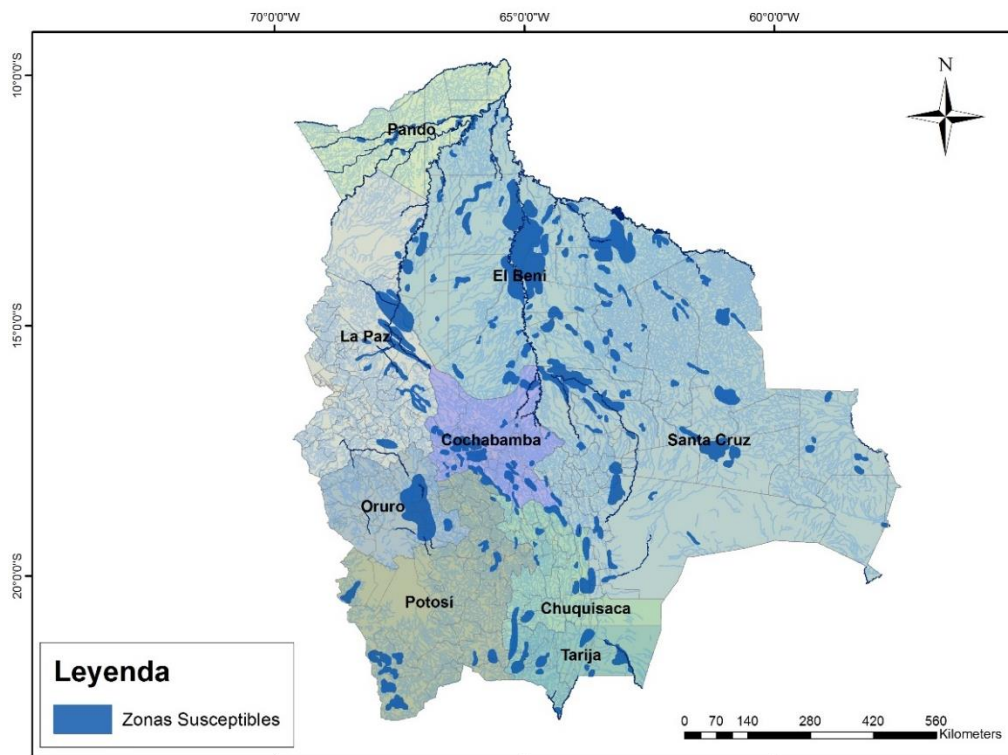 70°0'0"W 65°0'0"W 60°0'0"W
10°0'0"S
N
Pando
El Beni
15°0'0"S
La Paz
Cochabamba
Santa Cruz
Oruro
20°0'0"S
Potosí
Chuquisaca
Tarija
Leyenda
Zonas Susceptibles
0 70 140 280 420 560
Kilometers